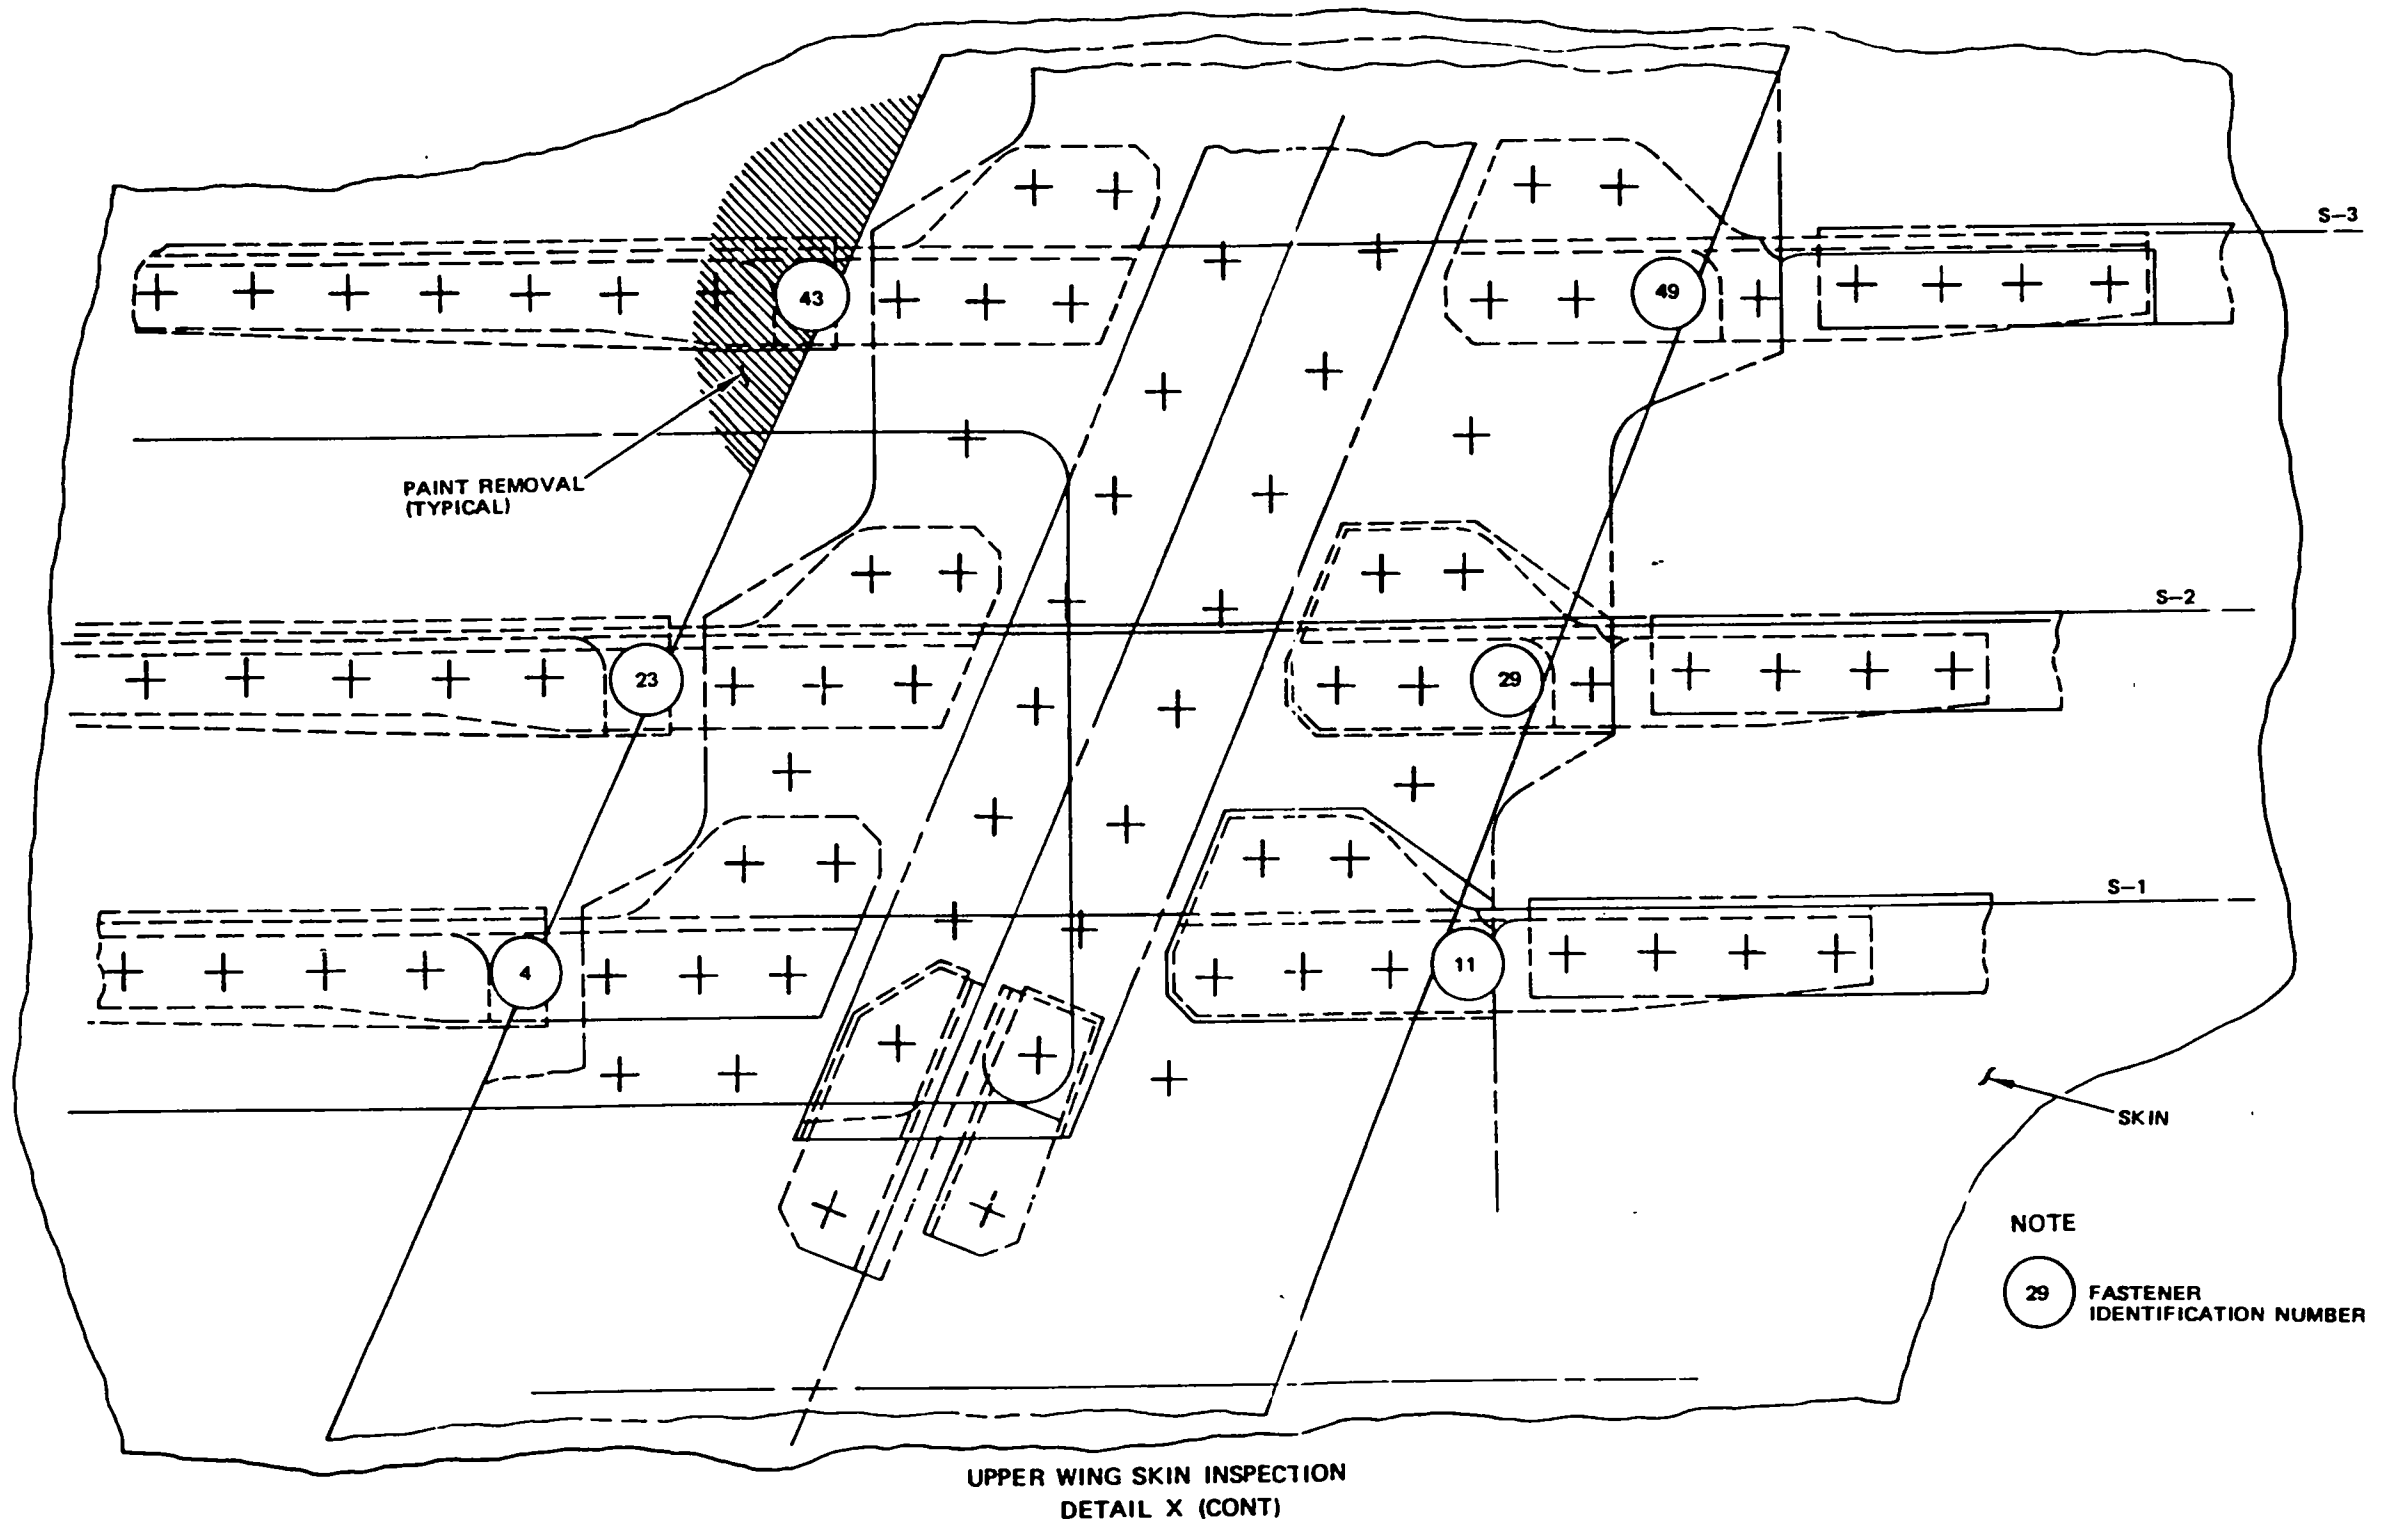 S-3
43
49
PAINT REMOVAL
(TYPICAL)
S-2
23
29
S-1
4
11
SKIN
NOTE
29
FASTENER
IDENTIFICATION NUMBER
UPPER WING SKIN INSPECTION
DETAIL X (CONT)